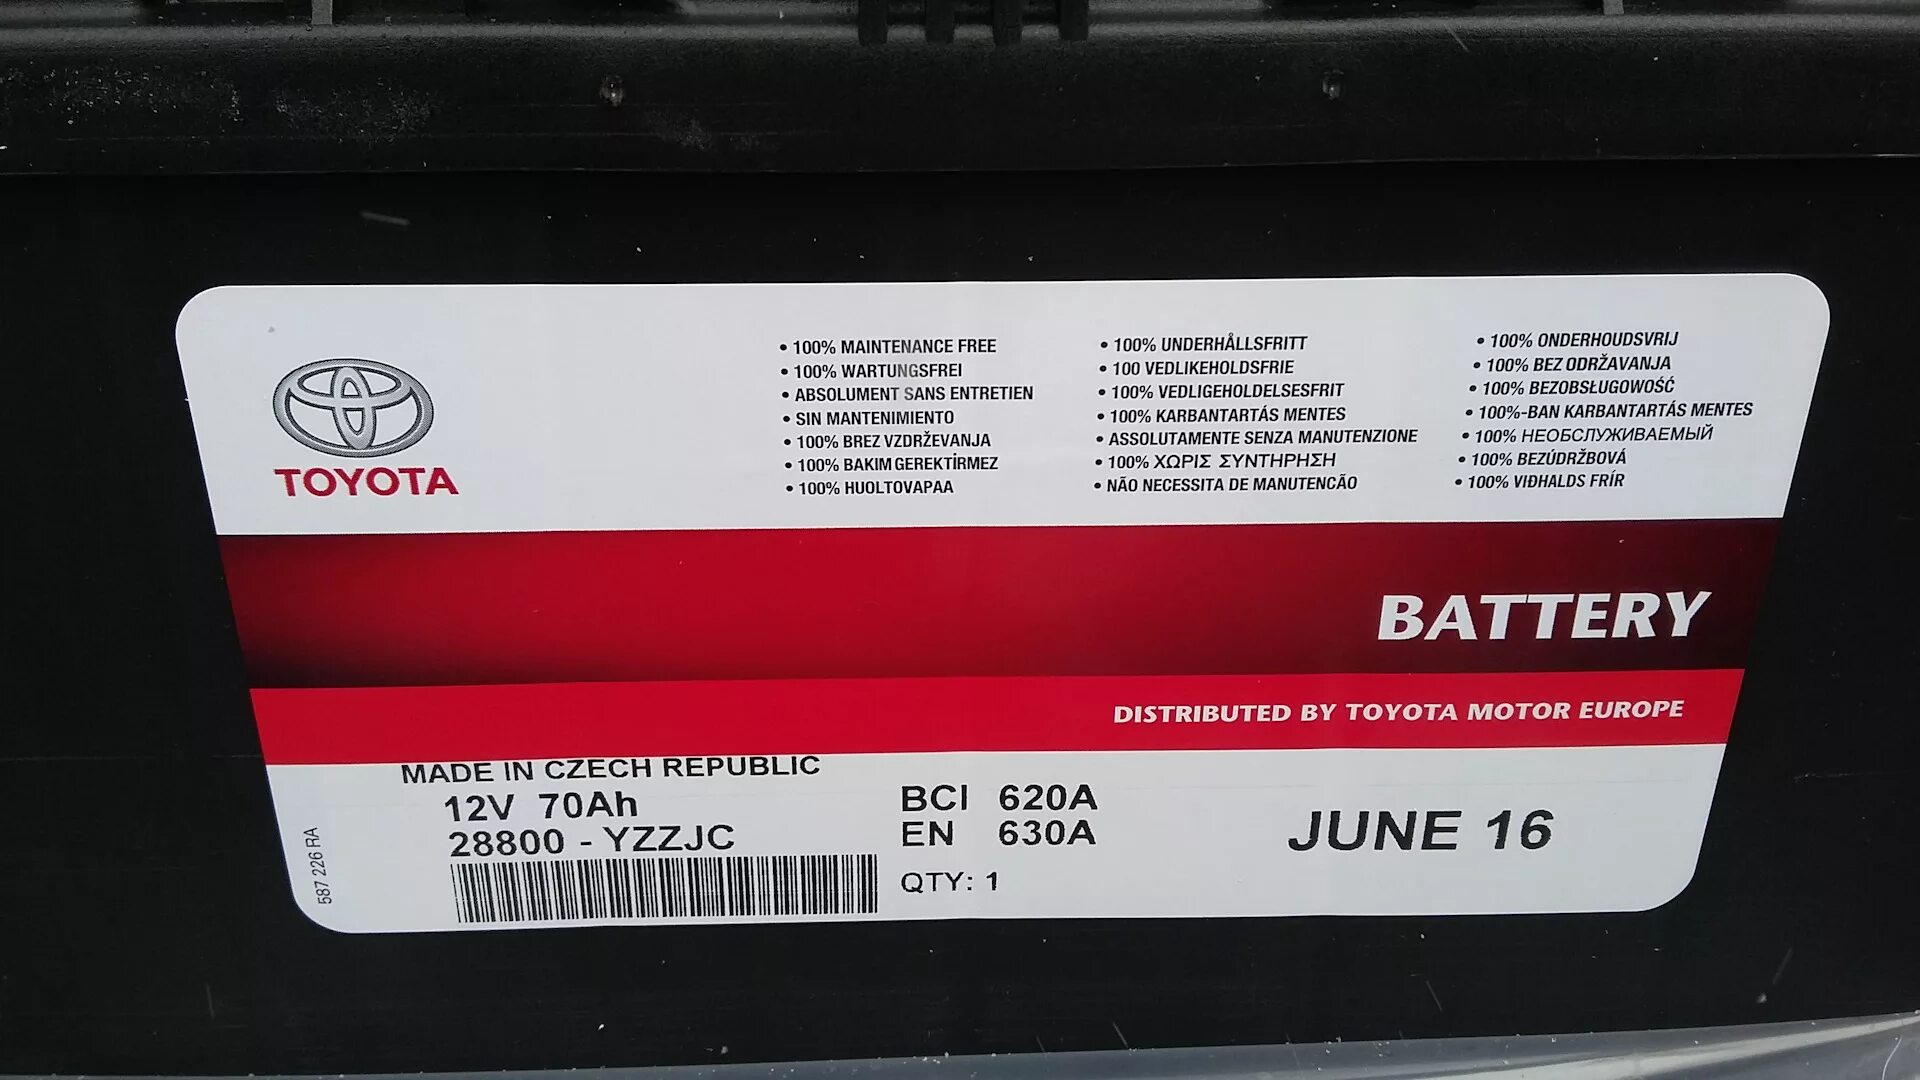 TOYOTA
• 100% MAINTENANCE FREE
• 100% WARTUNGSFREI
• ABSOLUMENT SANS ENTRETIEN
• SIN MANTENIMIENTO
• 100% BREZ VZDRŽEVANJA
• 100% BAKIM GEREKTİRMEZ
• 100% HUOLTOVAPAA
• 100% UNDERHÅLLSFRITT
• 100 VEDLIKEHOLDSFRIE
• 100% VEDLIGEHOLDELSESFRIT
• 100% KARBANTARTÁS MENTES
• ASSOLUTAMENTE SENZA MANUTENZIONE
• 100% ΧΩΡΙΣ ΣΥΝΤΗΡΗΣΗ
• NÃO NECESSITA DE MANUTENCÃO
• 100% ONDERHOUDSVRIJ
• 100% BEZ ODRŽAVANJA
• 100% BEZOBSŁUGOWOŚĆ
• 100%-BAN KARBANTARTÁS MENTES
• 100% НЕОБСЛУЖИВАЕМЫЙ
• 100% BEZÚDRŽBOVÁ
• 100% VIÐHALDS FRÍR
BATTERY
DISTRIBUTED BY TOYOTA MOTOR EUROPE
MADE IN CZECH REPUBLIC
12V 70Ah
28800 - YZZJC
BCI 620A
EN 630A
QTY: 1
JUNE 16
587 226 RA